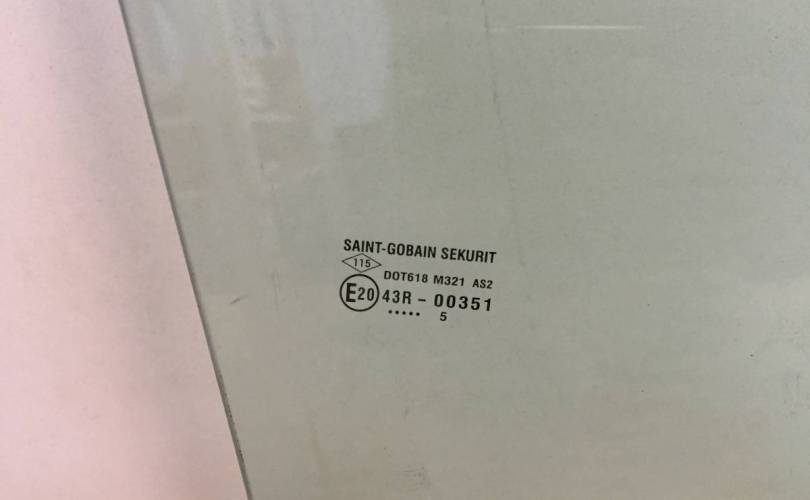 SAINT-GOBAIN SEKURIT
115
DOT618 M321 AS2
E20 43R - 00351
..... 5